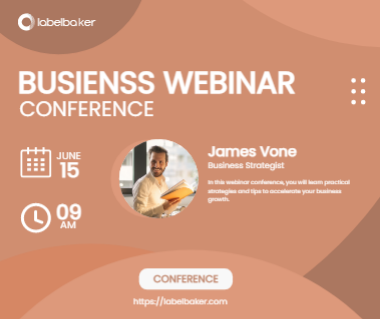 labelbaker
BUSIENSS WEBINAR
CONFERENCE
JUNE
15
James Vone
Business Strategist
In this webinar conference, you will learn practical
strategies and tips to accelerate your business
growth.
09
AM
CONFERENCE
https://labelbaker.com